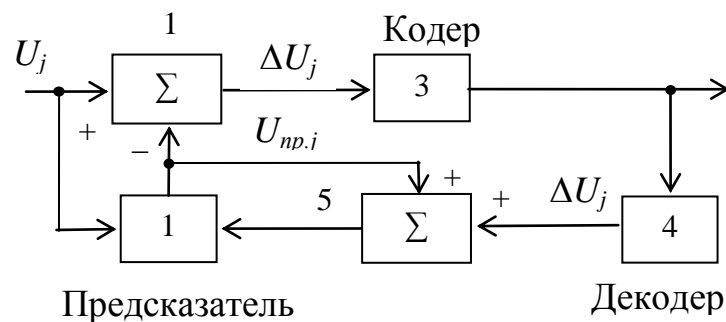 1
Кодер
U_j
Σ
ΔU_j
3
+
−
U_пр.j
+
5
+
ΔU_j
1
Σ
4
Предсказатель
Декодер